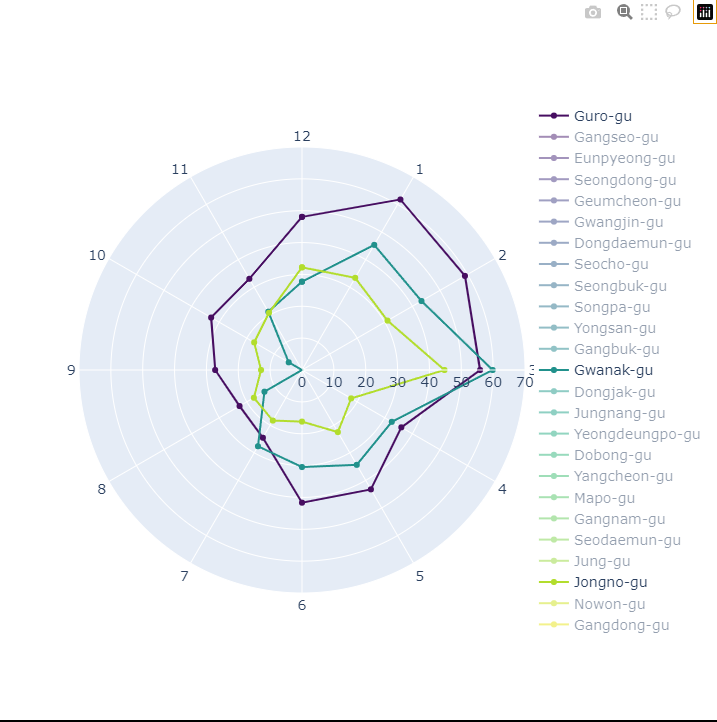 12
11
1
10
2
9
3
0 10 20 30 40 50 60 70
8
4
7
5
6
Guro-gu
Gangseo-gu
Eunpyeong-gu
Seongdong-gu
Geumcheon-gu
Gwangjin-gu
Dongdaemun-gu
Seocho-gu
Seongbuk-gu
Songpa-gu
Yongsan-gu
Gangbuk-gu
Gwanak-gu
Dongjak-gu
Jungnang-gu
Yeongdeungpo-gu
Dobong-gu
Yangcheon-gu
Mapo-gu
Gangnam-gu
Seodaemun-gu
Jung-gu
Jongno-gu
Nowon-gu
Gangdong-gu